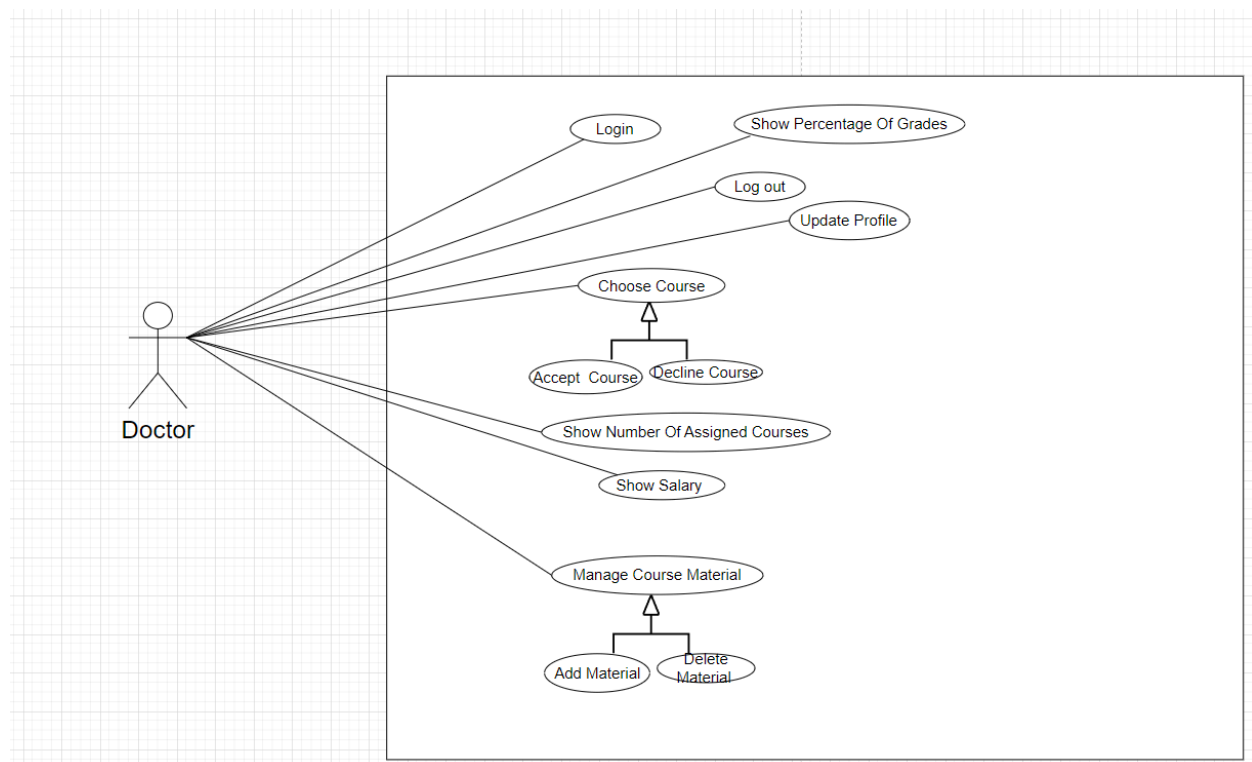 Login
Show Percentage Of Grades
Log out
Update Profile
Choose Course
Accept Course
Decline Course
Doctor
Show Number Of Assigned Courses
Show Salary
Manage Course Material
Add Material
Delete
Material